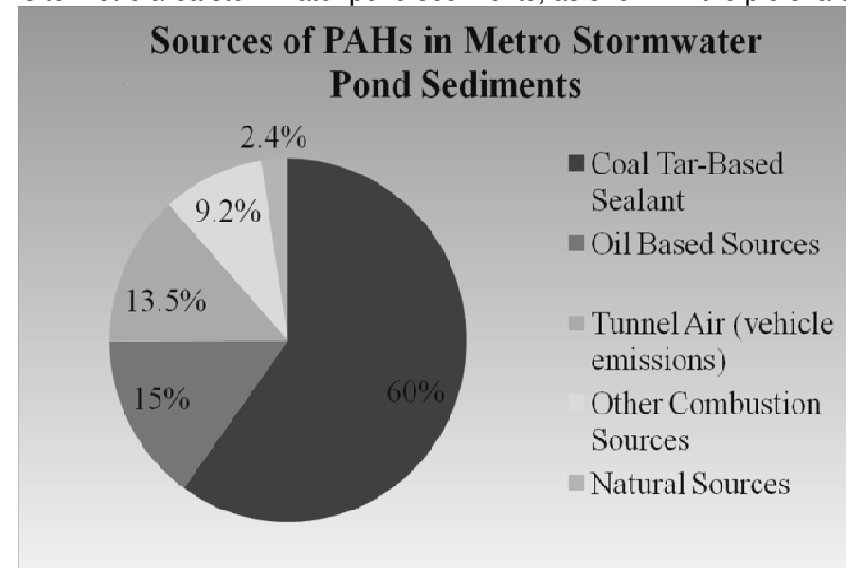 Sources of PAHs in Metro Stormwater
Pond Sediments
2.4%
9.2%
13.5%
15%
60%
Coal Tar-Based
Sealant
Oil Based Sources
Tunnel Air (vehicle
emissions)
Other Combustion
Sources
Natural Sources